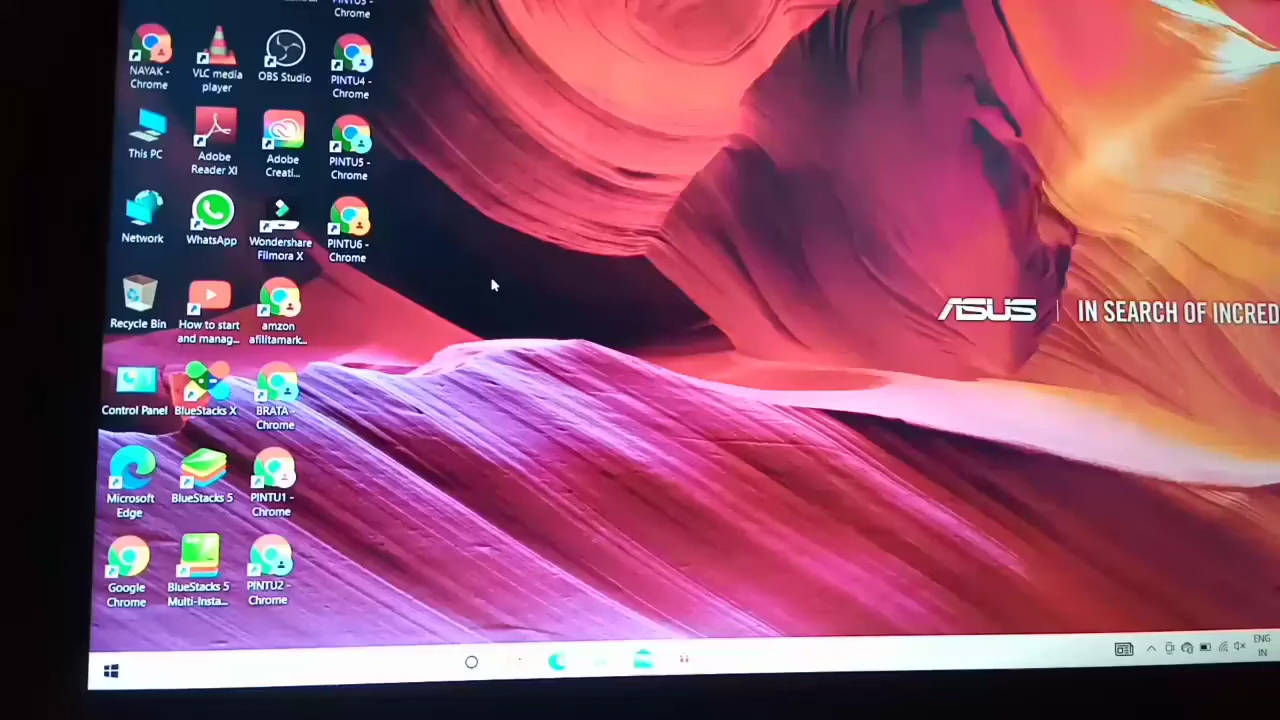 PINTU3 -
Chrome
NAYAK -
Chrome
VLC media
player
OBS Studio
PINTU4 -
Chrome
This PC
Adobe
Reader XI
Adobe
Creati...
PINTU5 -
Chrome
Network
WhatsApp
Wondershare
Filmora X
PINTU6 -
Chrome
Recycle Bin
How to start
and manag...
amzon
afilitamark...
Control Panel
BlueStacks X
BRATA -
Chrome
Microsoft
Edge
BlueStacks 5
PINTU1 -
Chrome
Google
Chrome
BlueStacks 5
Multi-Insta...
PINTU2 -
Chrome
ASUS
IN SEARCH OF INCRED
ENG
IN